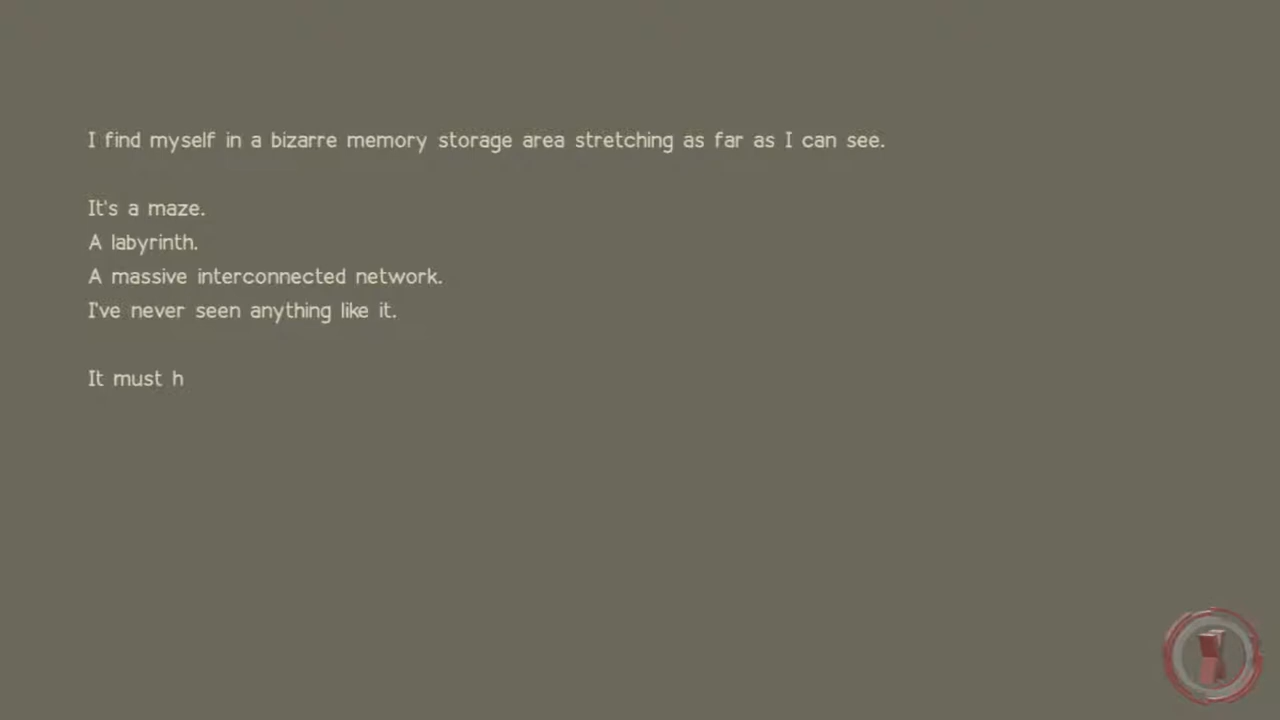 I find myself in a bizarre memory storage area stretching as far as I can see.
It's a maze.
A labyrinth.
A massive interconnected network.
I've never seen anything like it.
It must h